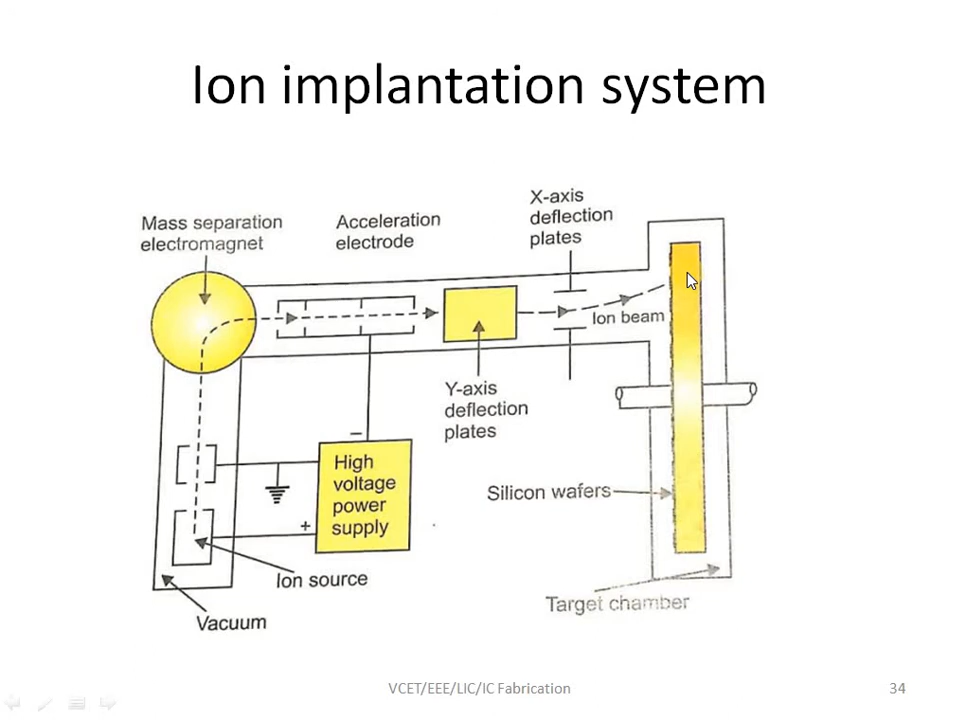 Ion implantation system
Mass separation
electromagnet
Acceleration
electrode
X-axis
deflection
plates
Ion beam
Y-axis
deflection
plates
−
High
voltage
power
supply
+
Silicon wafers
Ion source
Target chamber
Vacuum
VCET/EEE/LIC/IC Fabrication
34